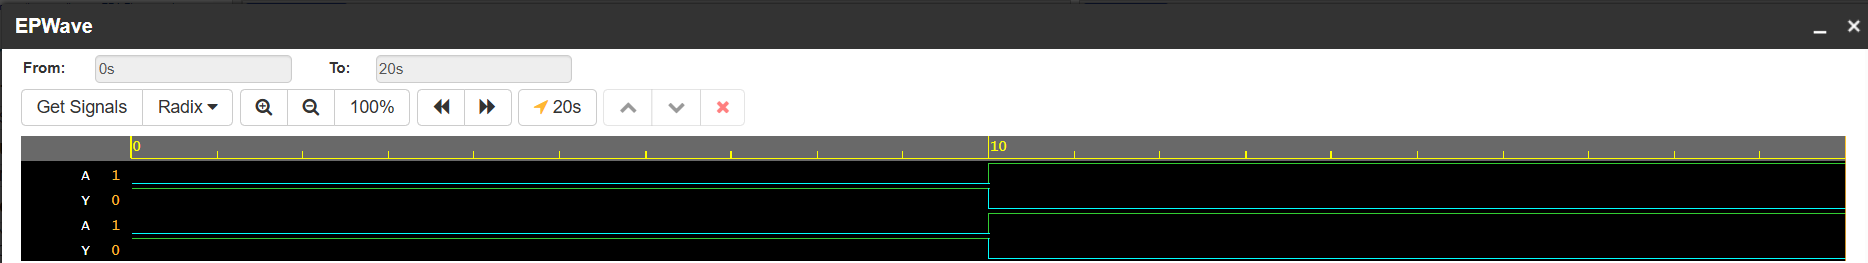 EPWave
From: 0s To: 20s
Get Signals Radix 100% 20s
0 10
A 1
Y 0
A 1
Y 0